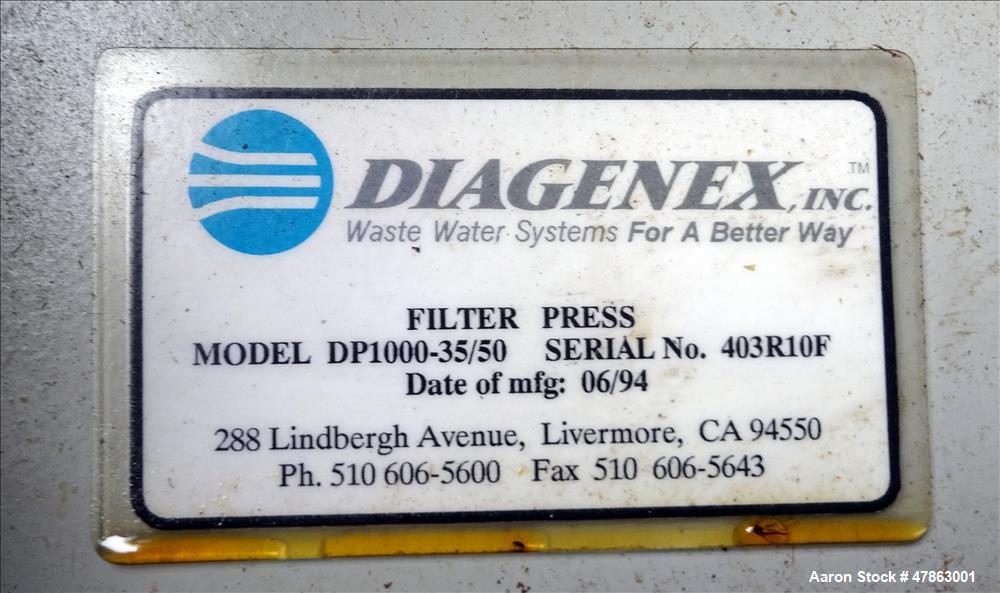 DIAGENEX, INC.™
Waste Water Systems For A Better Way
FILTER PRESS
MODEL DP1000-35/50 SERIAL No. 403R10F
Date of mfg: 06/94
288 Lindbergh Avenue, Livermore, CA 94550
Ph. 510 606-5600 Fax 510 606-5643
Aaron Stock # 47863001